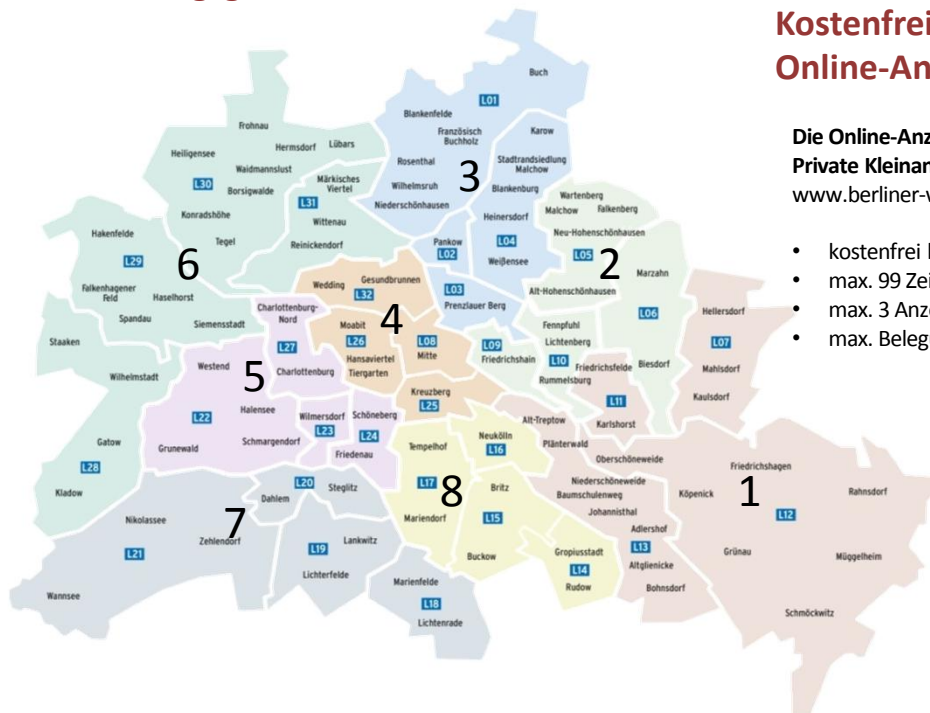 Kostenfrei
Online-An
Die Online-Anz
Private Kleinan
www.berliner-w
• kostenfrei
• max. 99 Zei
• max. 3 Anz
• max. Beleg
Buch
L01
Blankenfelde
Französisch
Buchholz
Karow
Rosenthal
3
Stadtrandsiedlung
Malchow
Wilhelmsruh
Blankenburg
Niederschönhausen
Heinersdorf
Pankow
L02
L04
Weißensee
L03
Prenzlauer Berg
Frohnau
Hermsdorf
Lübars
Heiligensee
Waidmannslust
L30
Borsigwalde
Märkisches
Viertel
L31
Konradshöhe
Wittenau
Tegel
Reinickendorf
Hakenfelde
L29
6
Falkenhagener
Feld
Haselhorst
Spandau
Siemensstadt
Staaken
Wilhelmstadt
Gatow
L28
Kladow
Wartenberg
Malchow
Falkenberg
Neu-Hohenschönhausen
L05
2
Marzahn
Alt-Hohenschönhausen
L06
Fennpfuhl
L09
Lichtenberg
Friedrichshain
L10
Friedrichsfelde
Biesdorf
Rummelsburg
L11
Karlshorst
Hellersdorf
L07
Mahlsdorf
Kaulsdorf
Wedding
Gesundbrunnen
L32
4
Moabit
L26
L08
Hansaviertel
Mitte
Tiergarten
Kreuzberg
L25
Charlottenburg-
Nord
L27
Westend
5
Charlottenburg
L22
Halensee
Wilmersdorf
L23
Schöneberg
L24
Grunewald
Schmargendorf
Friedenau
L20
Steglitz
Dahlem
Nikolassee
7
L21
Zehlendorf
L19
Lankwitz
Lichterfelde
Wannsee
Marienfelde
L18
Lichtenrade
Tempelhof
Neukölln
L16
L17
8
Britz
L15
Mariendorf
Buckow
Gropiusstadt
L14
Rudow
Alt-Treptow
Plänterwald
Oberschöneweide
Friedrichshagen
Niederschöneweide
Baumschulenweg
Köpenick
1
Rahnsdorf
Johannisthal
L12
Adlershof
L13
Altglienicke
Grünau
Müggelheim
Bohnsdorf
Schmöckwitz